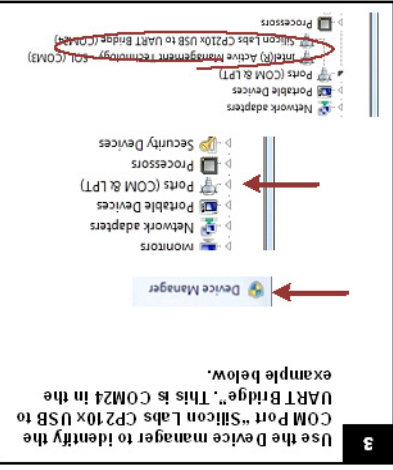 3
Use the Device manager to identify the
COM Port "Silicon Labs CP210x USB to
UART Bridge". This is COM24 in the
example below.
Device Manager
Monitors
Network adapters
Portable Devices
Ports (COM & LPT)
Processors
Security Devices
Network adapters
Portable Devices
Ports (COM & LPT)
Intel(R) Active Management Technology - SOL (COM3)
Silicon Labs CP210x USB to UART Bridge (COM24)
Processors